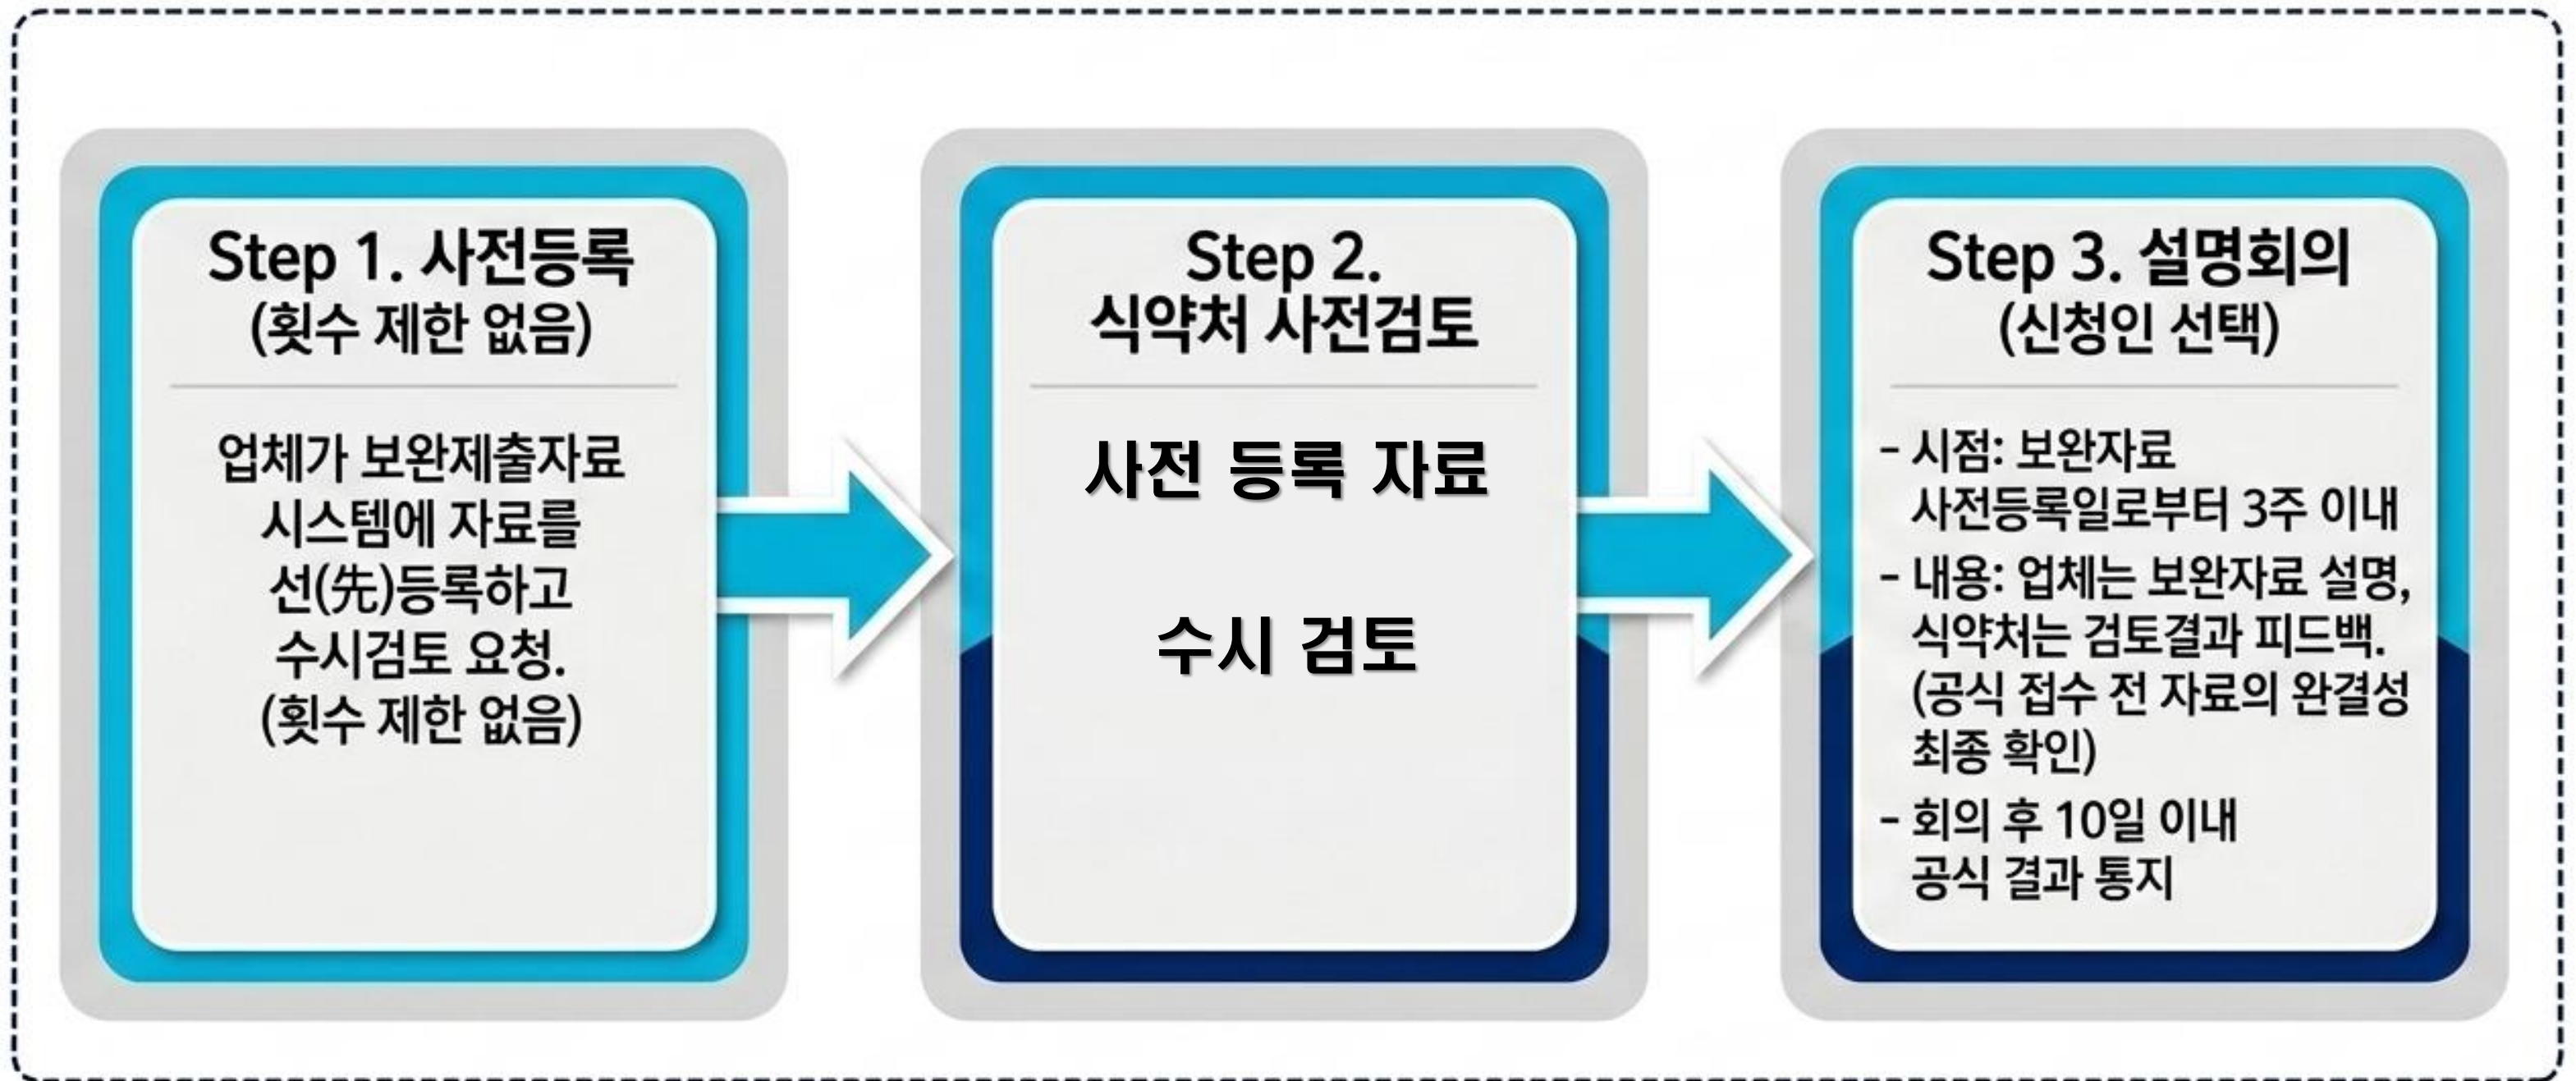 Step 1. 사전등록
(횟수 제한 없음)
업체가 보완제출자료
시스템에 자료를
선(先)등록하고
수시검토 요청.
(횟수 제한 없음)
Step 2.
식약처 사전검토
사전 등록 자료
수시 검토
Step 3. 설명회의
(신청인 선택)
- 시점: 보완자료
사전등록일로부터 3주 이내
- 내용: 업체는 보완자료 설명,
식약처는 검토결과 피드백.
(공식 접수 전 자료의 완결성
최종 확인)
- 회의 후 10일 이내
공식 결과 통지